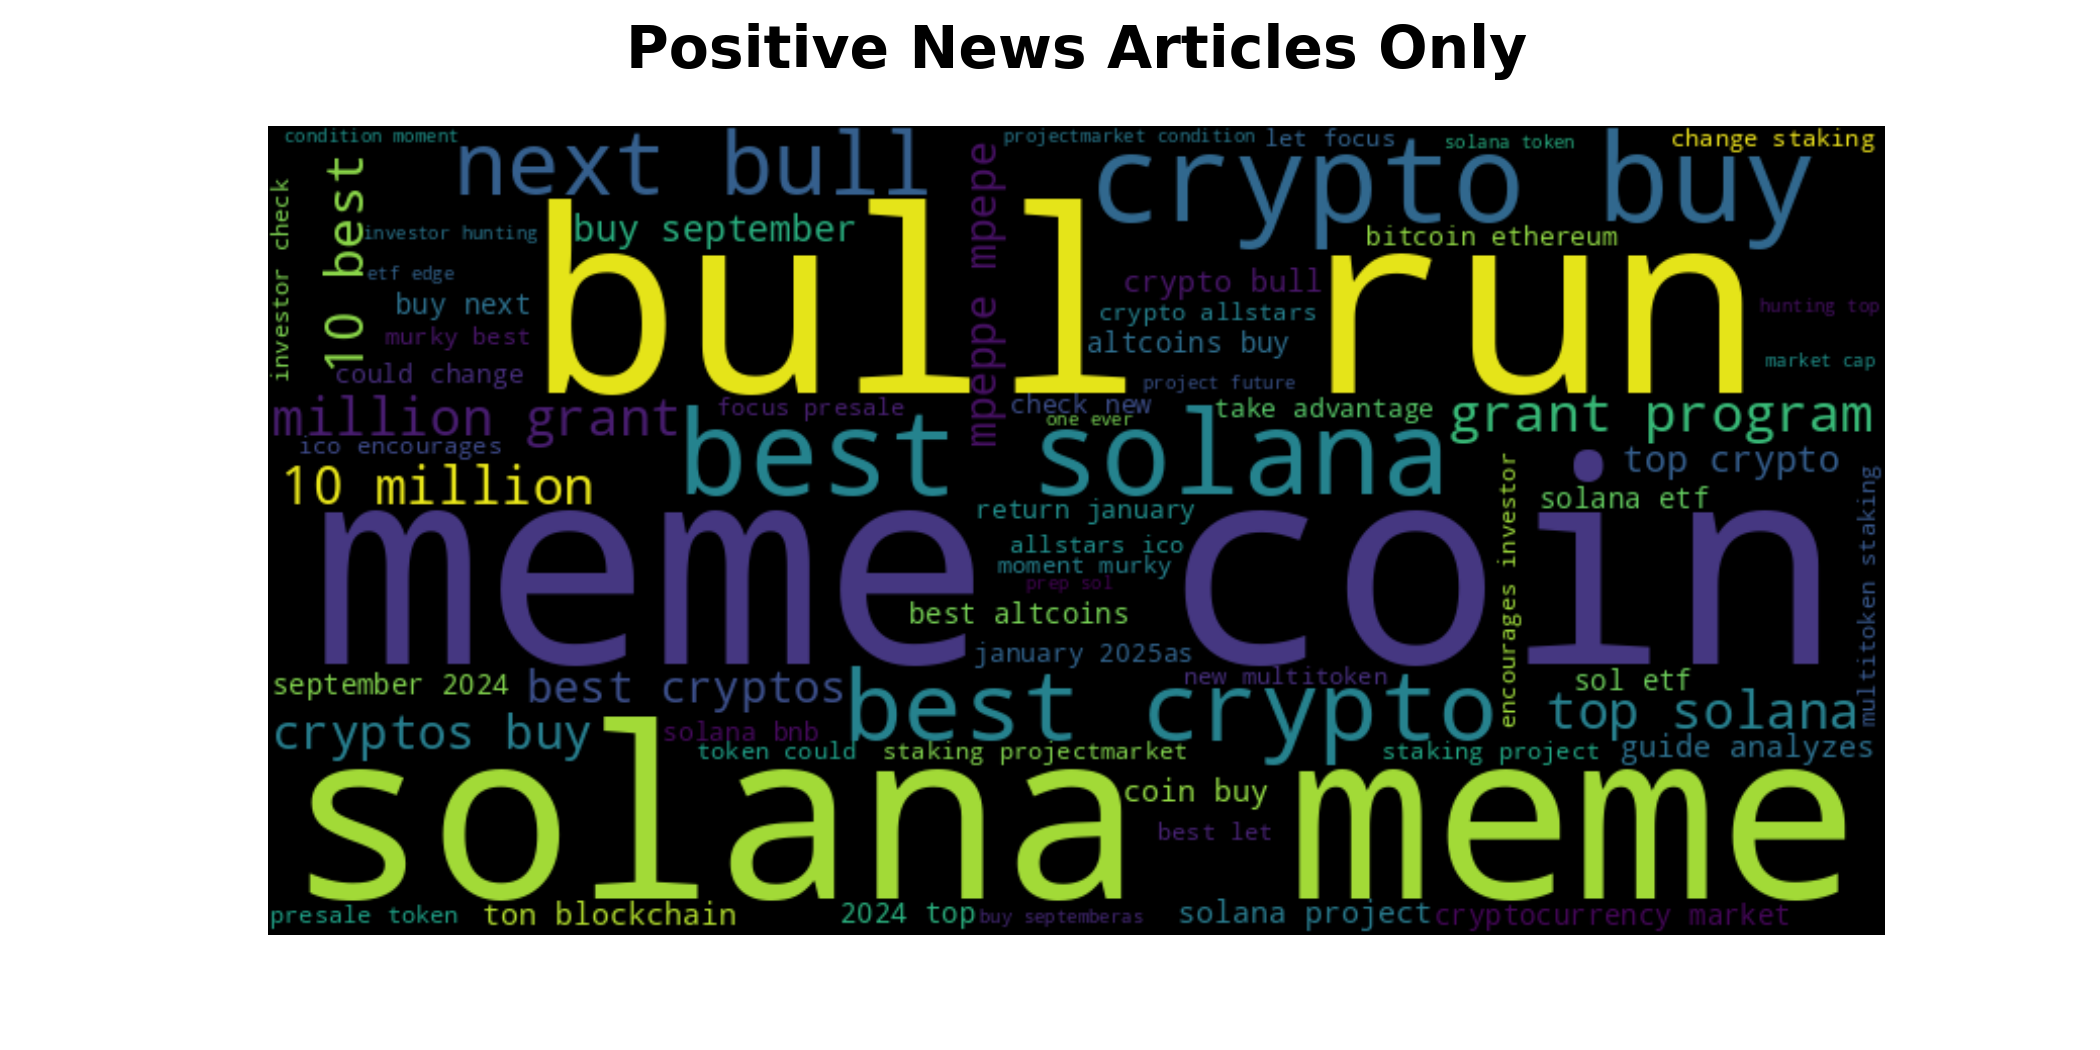 Positive News Articles Only
condition moment
next bull
projectmarket condition
let focus
solana token
change staking
crypto buy
10 best
investor check
investor hunting
buy september
mpeppe mpepe
bitcoin ethereum
bull run
etf edge
buy next
murky best
could change
crypto bull
crypto allstars
altcoins buy
project future
hunting top
market cap
million grant
focus presale
check new
one ever
take advantage
grant program
ico encourages
best solana
top crypto
10 million
solana etf
return january
encourages investor
multitoken staking
meme coin
allstars ico
moment murky
prep sol
best altcoins
january 2025as
september 2024
best cryptos
new multitoken
sol etf
best crypto
top solana
cryptos buy
solana bnb
token could
staking projectmarket
staking project
guide analyzes
solana meme
coin buy
best let
presale token
ton blockchain
2024 top
buy septemberas
solana project
cryptocurrency market